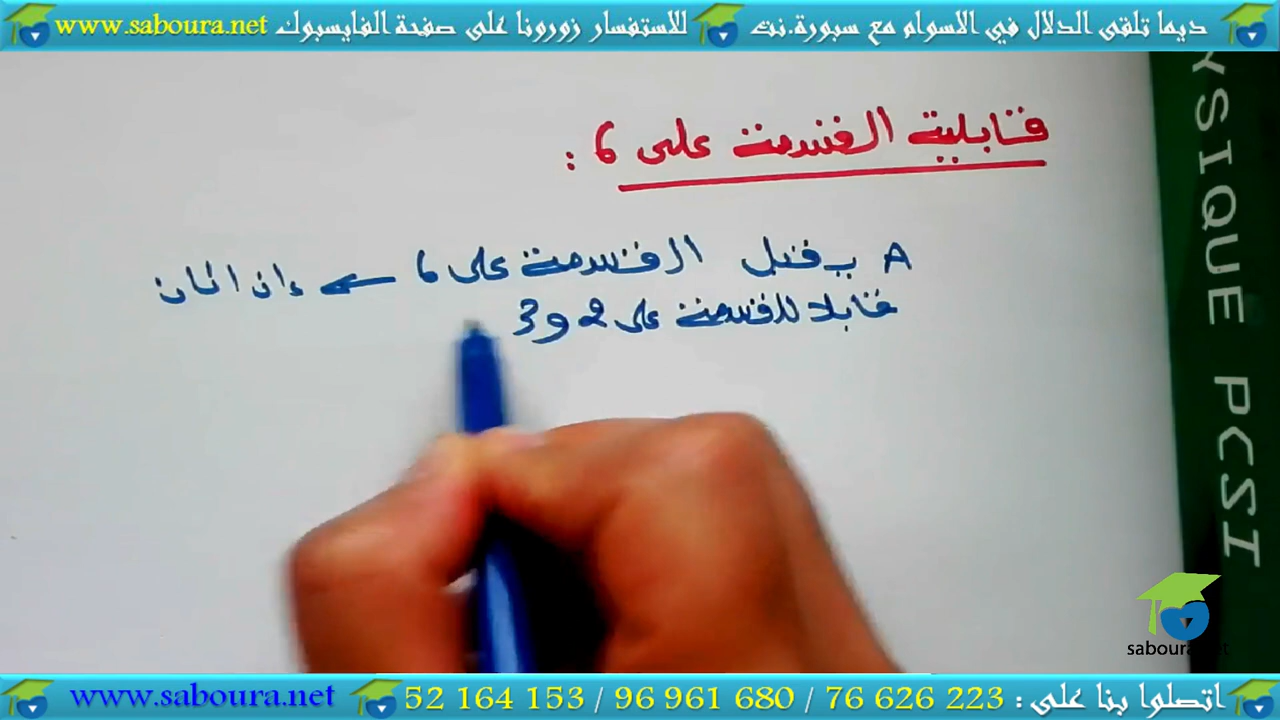 ديما تلقى الدلال في الاسوام مع سبورة.نت للاستفسار زورونا على صفحة الفايسبوك www.saboura.net
قابلية القسمة على 6 :
A يقبل القسمة على 6 ← إذا كان
قابلا للقسمة على 2 و 3
YSIQUE PCSI
saboura.net
اتصلوا بنا على : 52 164 153 / 96 961 680 / 76 626 223 www.saboura.net